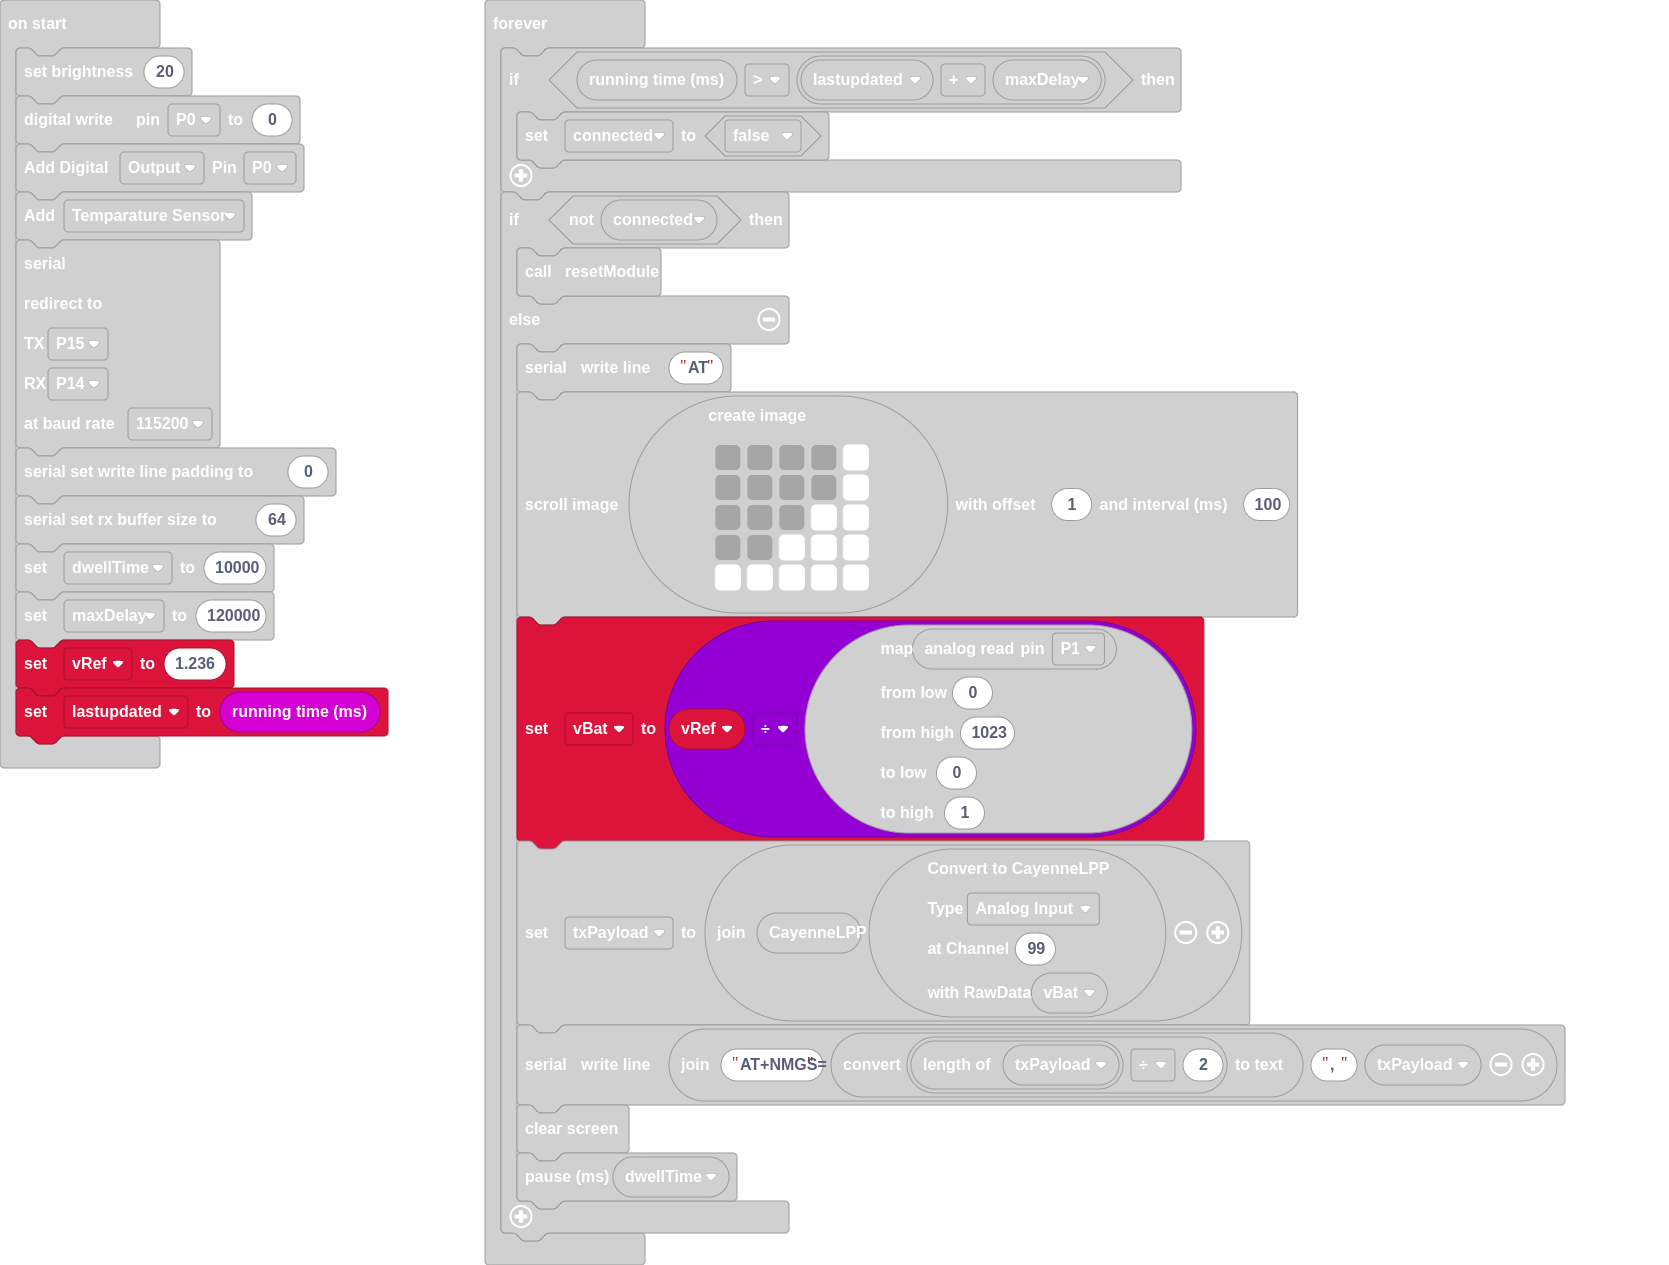 on start
set brightness 20
digital write pin P0 to 0
Add Digital Output Pin P0
Add Temparature Sensor
serial
redirect to
TX P15
RX P14
at baud rate 115200
serial set write line padding to 0
serial set rx buffer size to 64
set dwellTime to 10000
set maxDelay to 120000
set vRef to 1.236
set lastupdated to running time (ms)
forever
if running time (ms) > lastupdated + maxDelay then
set connected to false
if not connected then
call resetModule
else
serial write line "AT"
create image
scroll image with offset 1 and interval (ms) 100
map analog read pin P1
from low 0
from high 1023
set vBat to vRef ÷
to low 0
to high 1
Convert to CayenneLPP
Type Analog Input
set txPayload to join CayenneLPP
at Channel 99
with RawData vBat
serial write line join "AT+NMGS=" convert length of txPayload ÷ 2 to text "," txPayload
clear screen
pause (ms) dwellTime